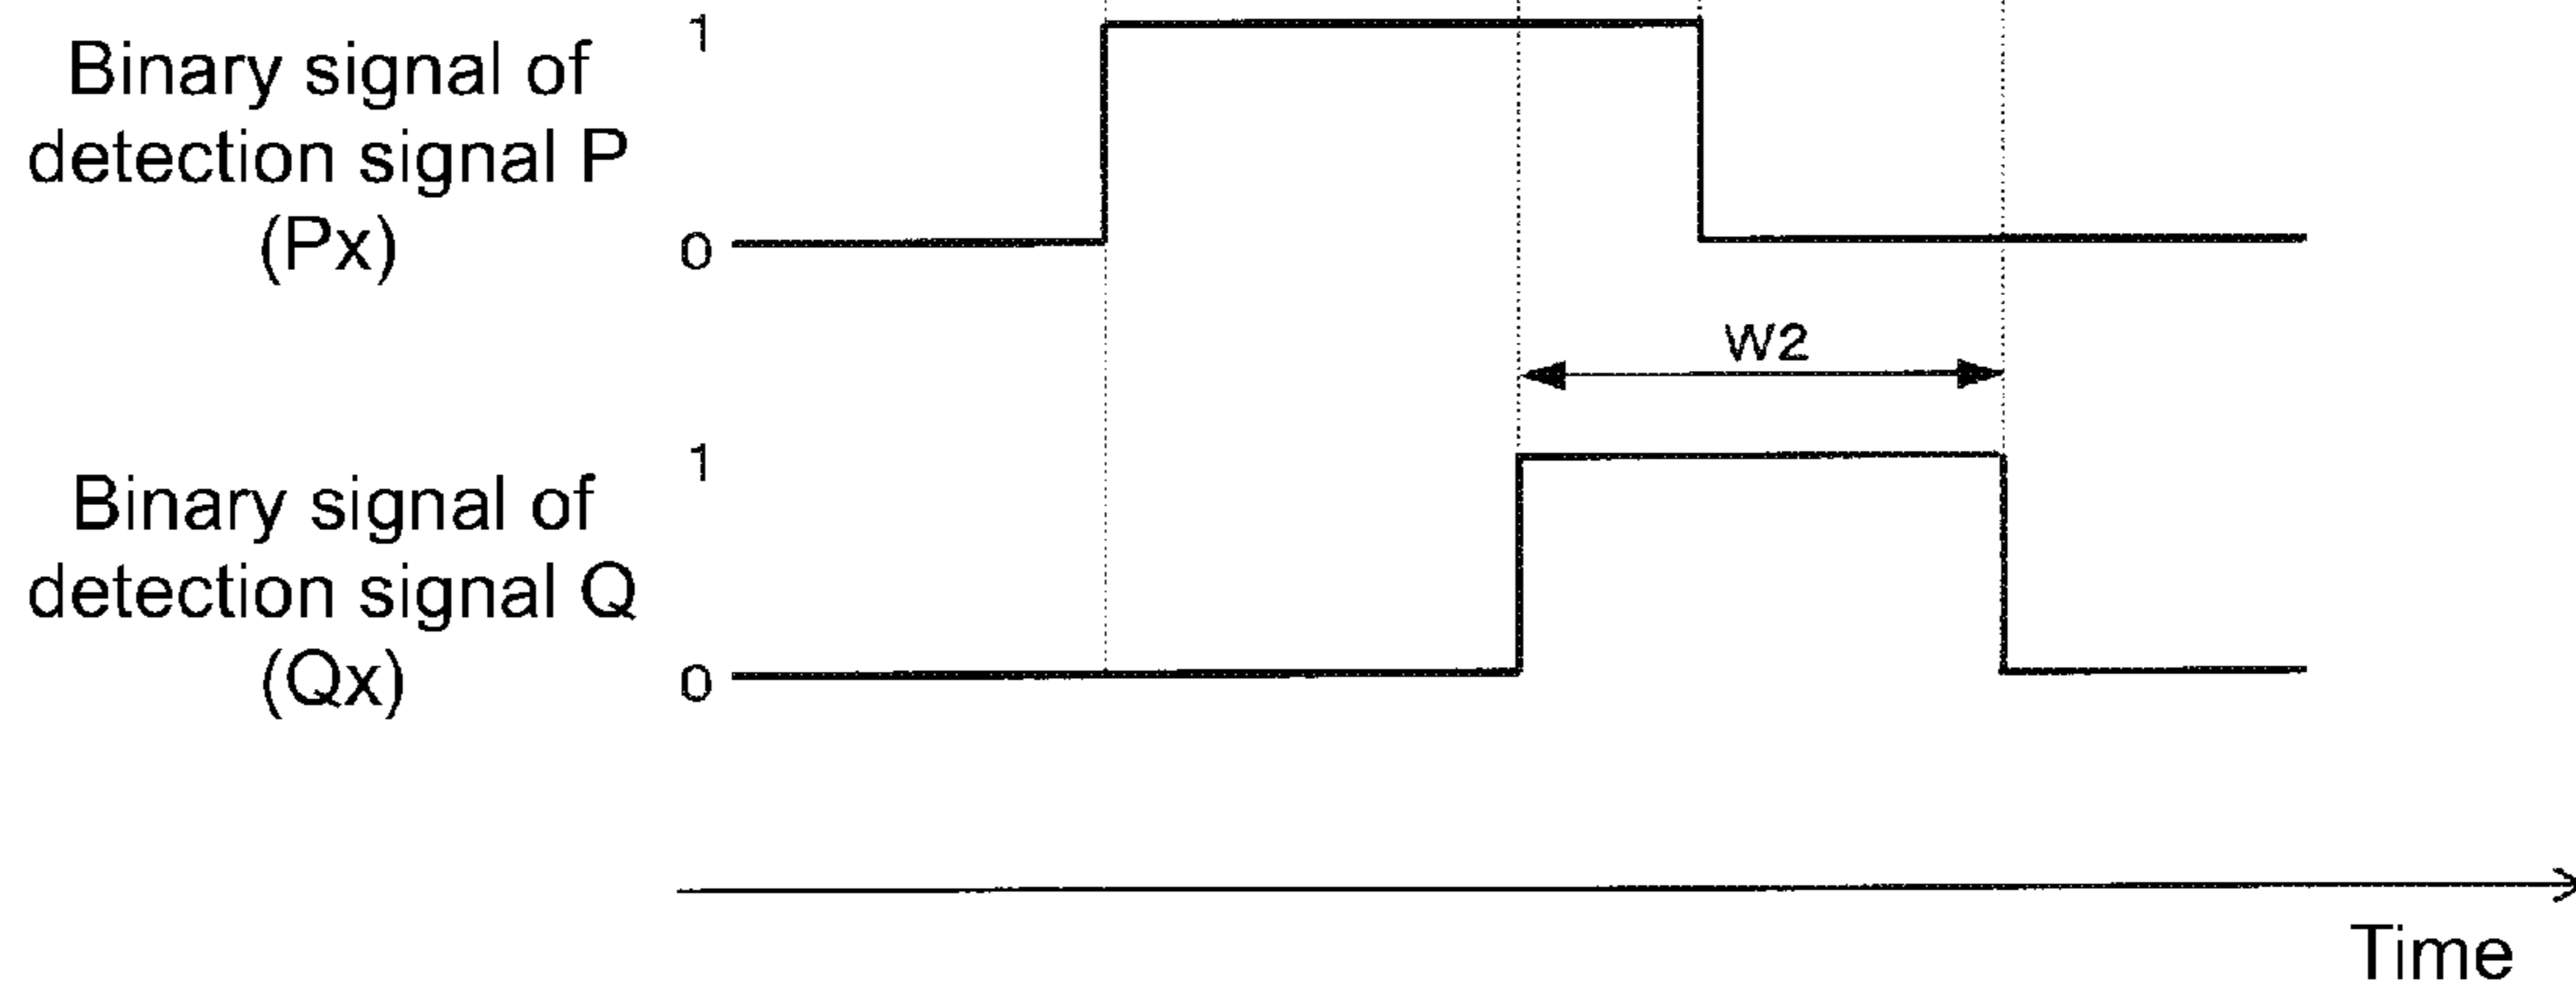 1
Binary signal of
detection signal P
(Px)
0
W2
1
Binary signal of
detection signal Q
(Qx)
0
Time